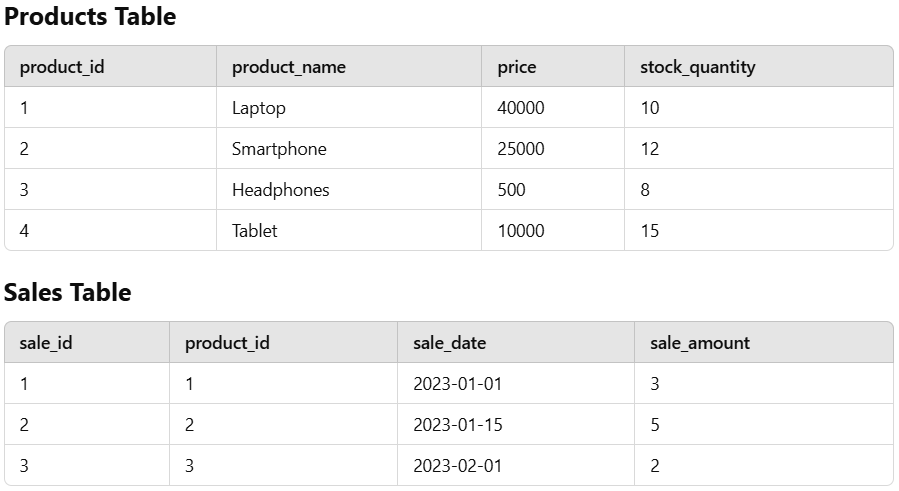 Products Table
product_id product_name price stock_quantity
1 Laptop 40000 10
2 Smartphone 25000 12
3 Headphones 500 8
4 Tablet 10000 15
Sales Table
sale_id product_id sale_date sale_amount
1 1 2023-01-01 3
2 2 2023-01-15 5
3 3 2023-02-01 2